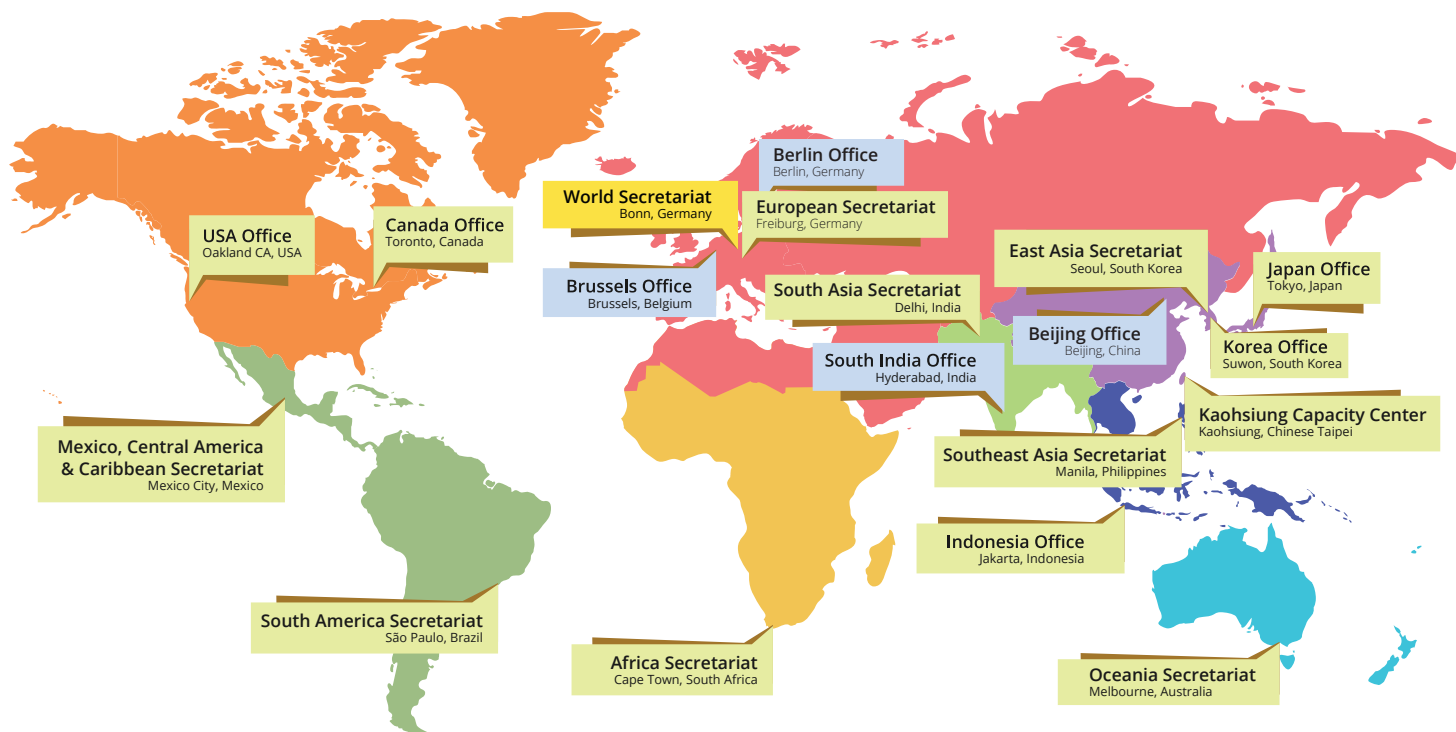 Berlin Office
Berlin, Germany
World Secretariat
Bonn, Germany
European Secretariat
Freiburg, Germany
USA Office
Oakland CA, USA
Canada Office
Toronto, Canada
East Asia Secretariat
Seoul, South Korea
Japan Office
Tokyo, Japan
Brussels Office
Brussels, Belgium
South Asia Secretariat
Delhi, India
Beijing Office
Beijing, China
Korea Office
Suwon, South Korea
South India Office
Hyderabad, India
Kaohsiung Capacity Center
Kaohsiung, Chinese Taipei
Mexico, Central America
& Caribbean Secretariat
Mexico City, Mexico
Southeast Asia Secretariat
Manila, Philippines
Indonesia Office
Jakarta, Indonesia
South America Secretariat
São Paulo, Brazil
Africa Secretariat
Cape Town, South Africa
Oceania Secretariat
Melbourne, Australia